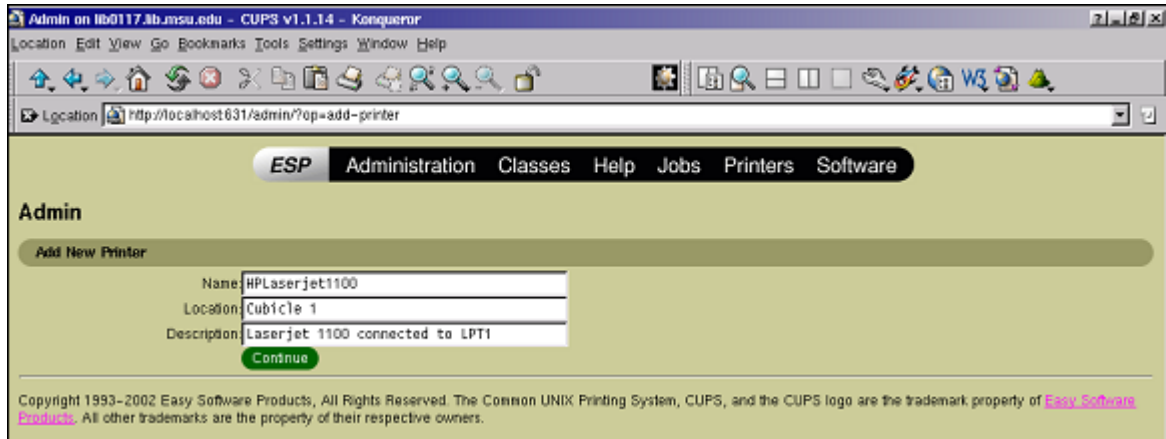 Admin on lib0117.lib.msu.edu - CUPS v1.1.14 - Konqueror
Location Edit View Go Bookmarks Tools Settings Window Help
Location http://localhost:631/admin/?op=add-printer
ESP Administration Classes Help Jobs Printers Software
Admin
Add New Printer
Name: HPLaserjet1100
Location: Cubicle 1
Description: Laserjet 1100 connected to LPT1
Continue
Copyright 1993-2002 Easy Software Products, All Rights Reserved. The Common UNIX Printing System, CUPS, and the CUPS logo are the trademark property of Easy Software
Products. All other trademarks are the property of their respective owners.